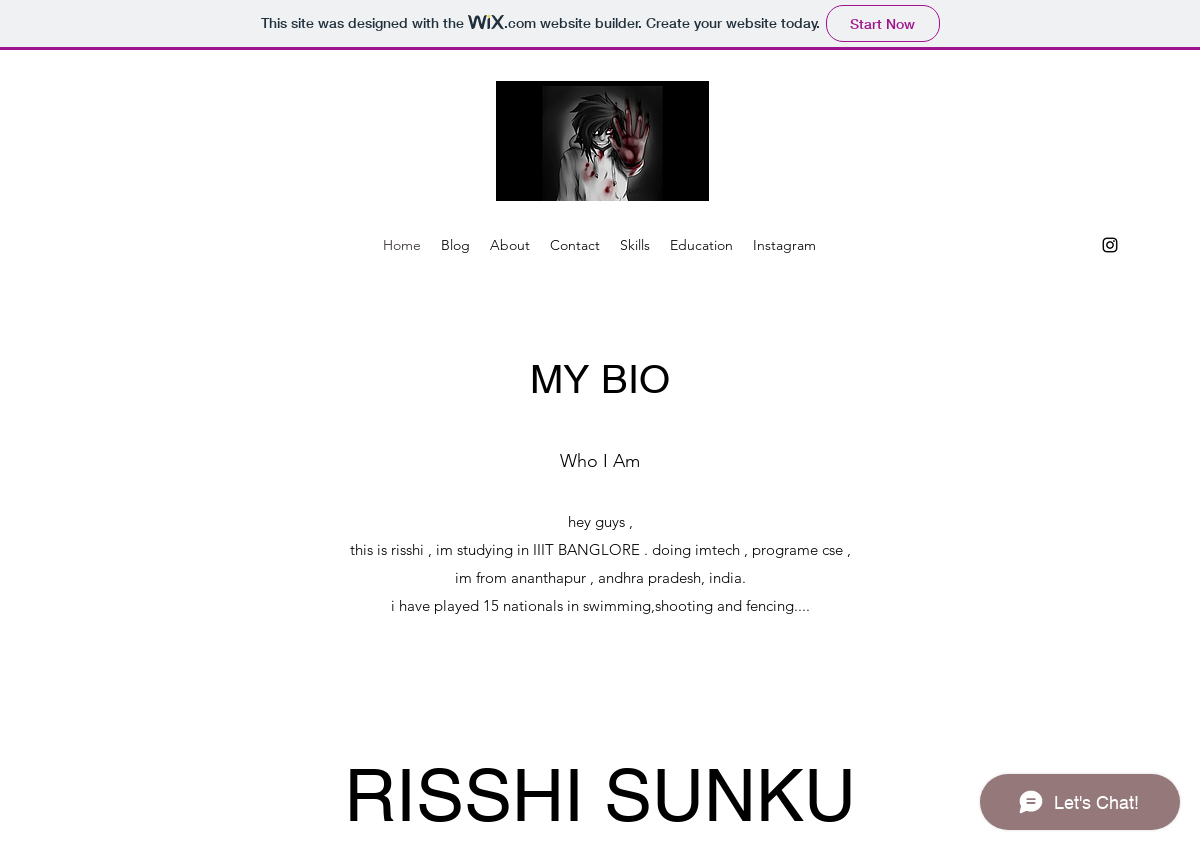 This site was designed with the WiX.com website builder. Create your website today. Start Now
Home Blog About Contact Skills Education Instagram
MY BIO
Who I Am
hey guys ,
this is risshi , im studying in IIIT BANGLORE . doing imtech , programe cse ,
im from ananthapur , andhra pradesh, india.
i have played 15 nationals in swimming,shooting and fencing....
RISSHI SUNKU
Let's Chat!